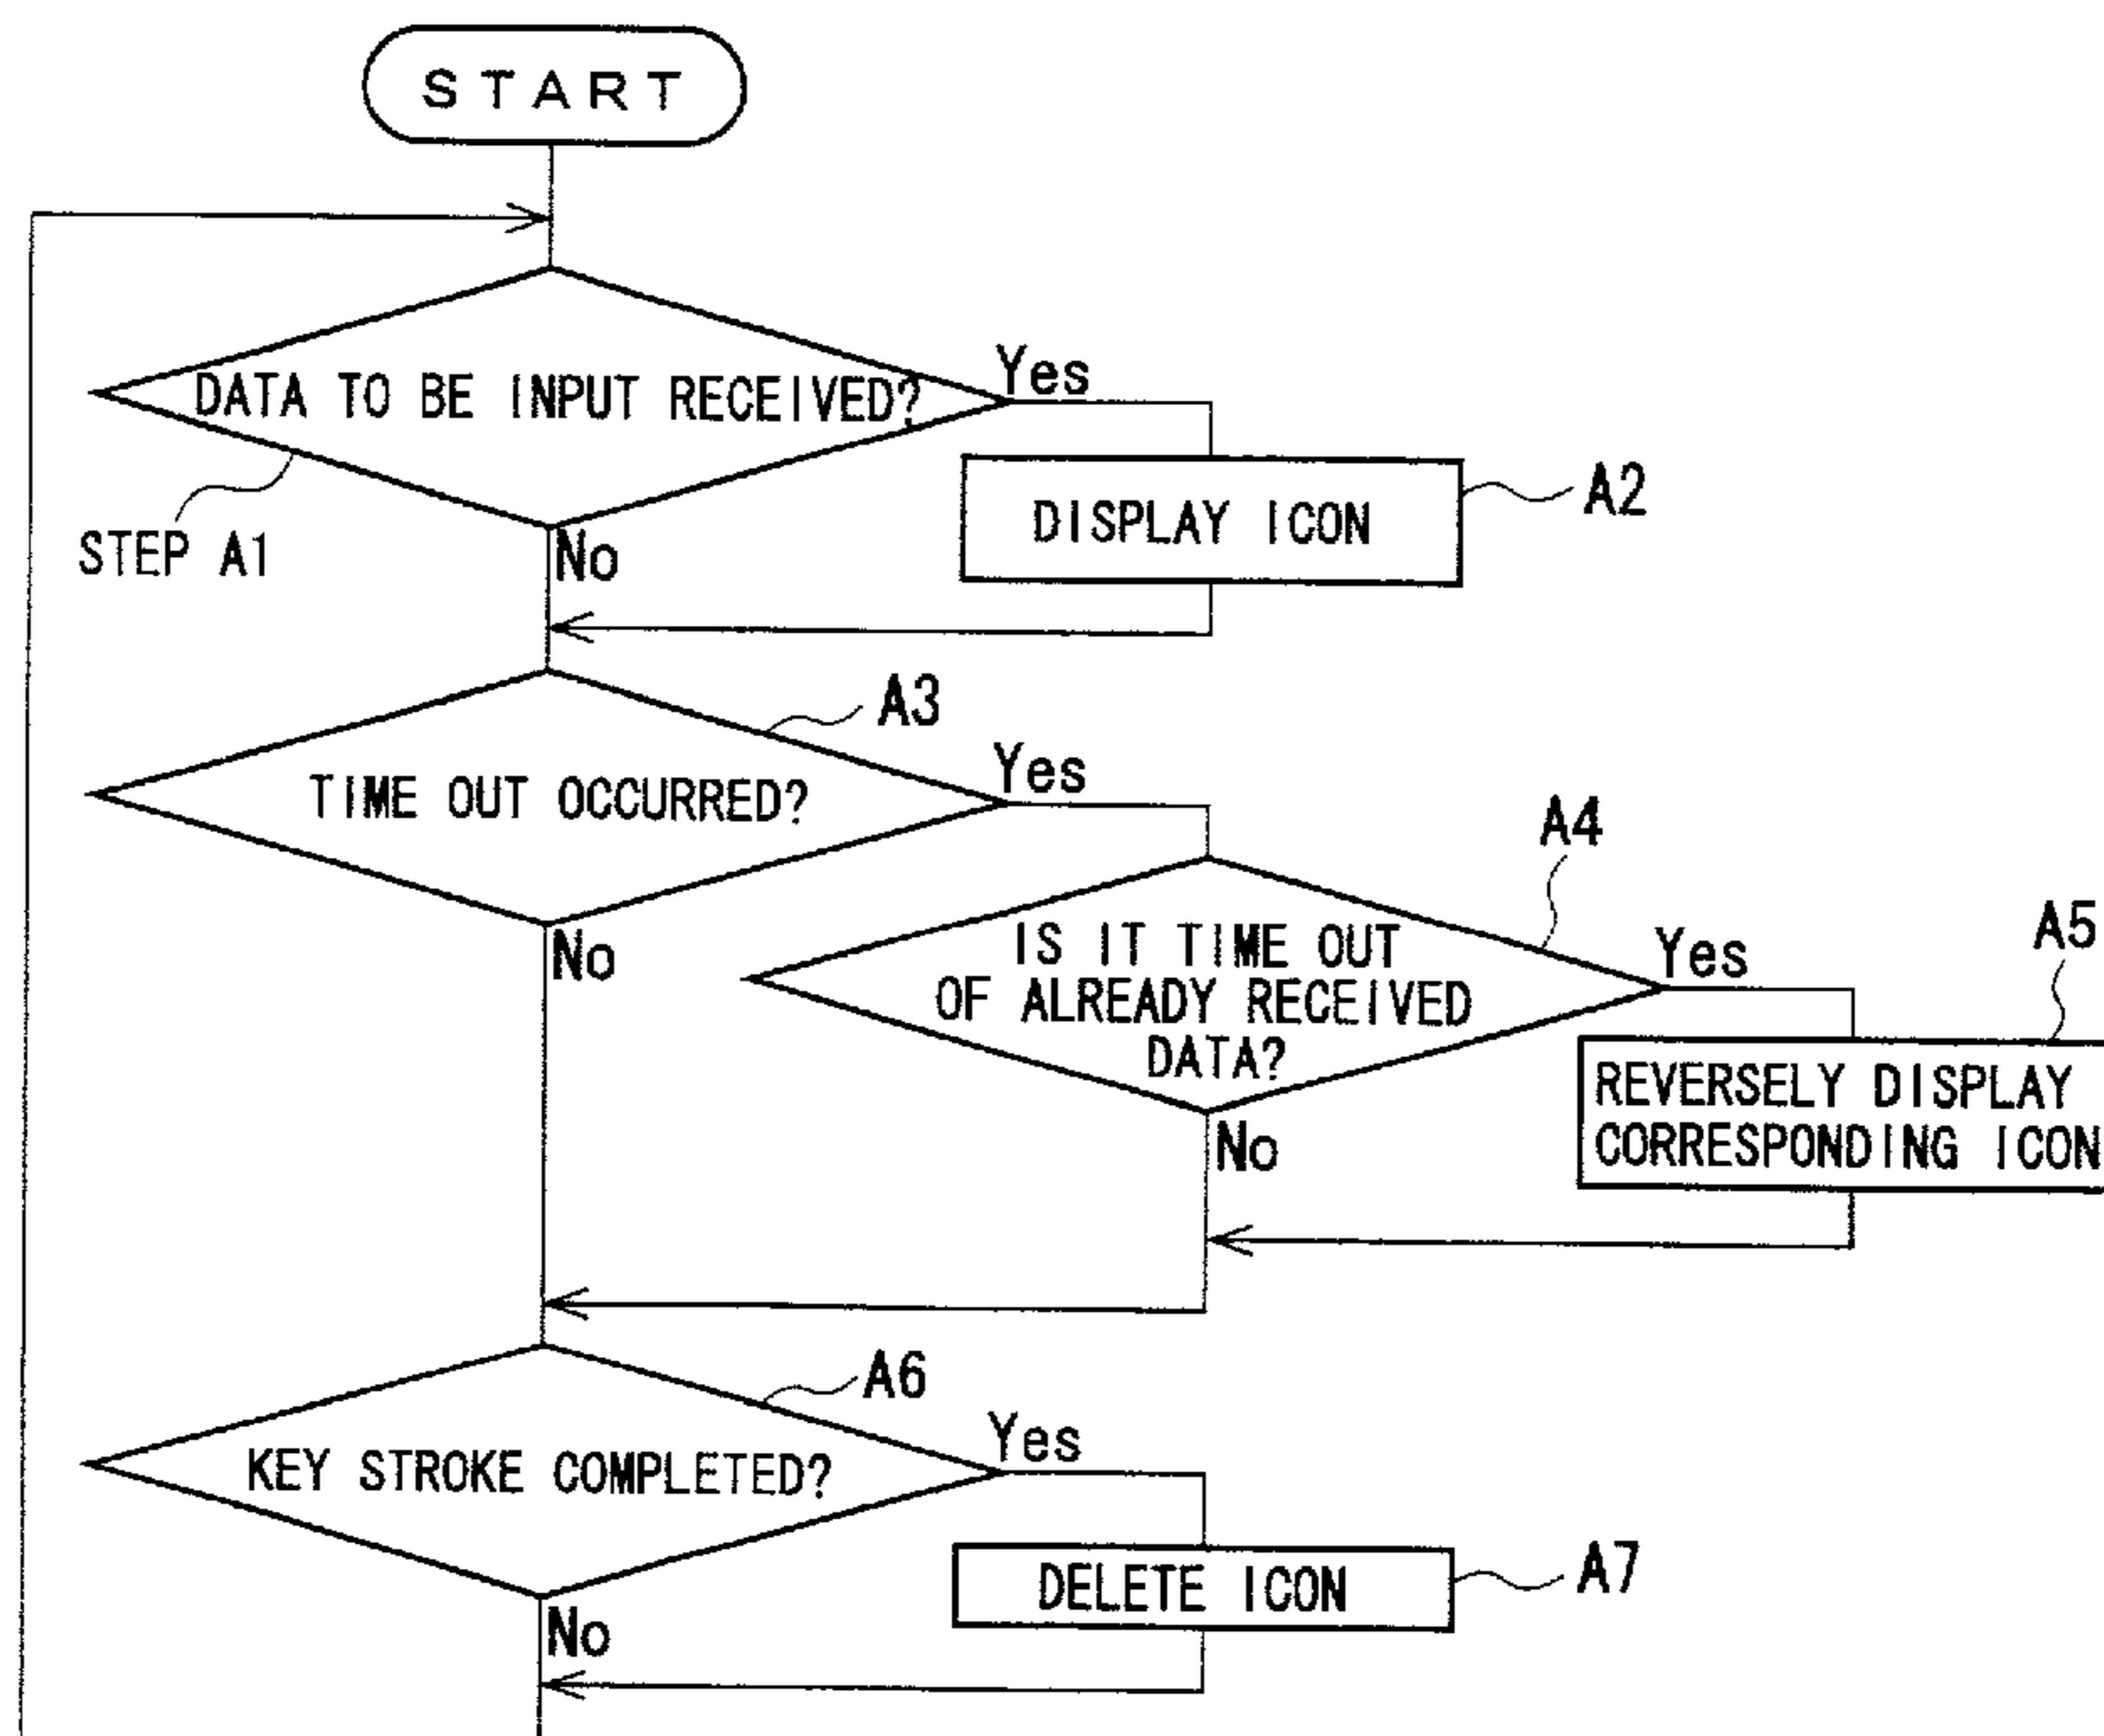 START
DATA TO BE INPUT RECEIVED?
Yes
STEP A1
No
DISPLAY ICON
A2
A3
TIME OUT OCCURRED?
Yes
No
A4
IS IT TIME OUT
OF ALREADY RECEIVED
DATA?
Yes
No
A5
REVERSELY DISPLAY
CORRESPONDING ICON
A6
KEY STROKE COMPLETED?
Yes
No
DELETE ICON
A7